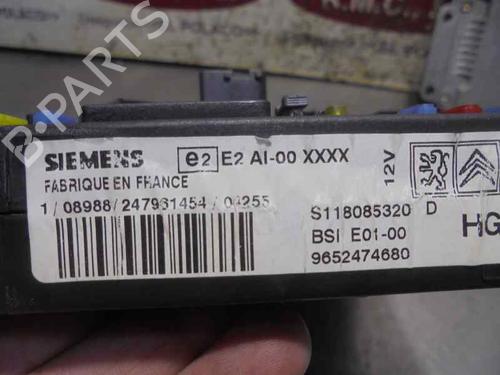 SIEMENS e2 E2 AI-00 XXXX
FABRIQUE EN FRANCE
1/08988/247961454/04255
12V
S118085320 D
BSI E01-00
9652474680
HG
B-PARTS